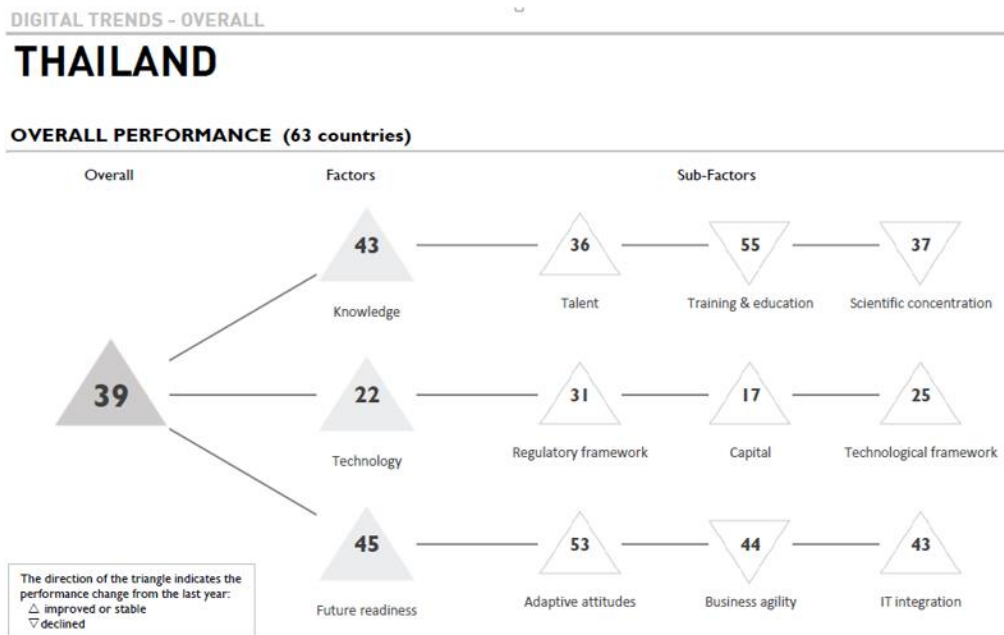 DIGITAL TRENDS - OVERALL
THAILAND
OVERALL PERFORMANCE (63 countries)
Overall Factors Sub-Factors
43 36 55 37
Knowledge Talent Training & education Scientific concentration
39
22 31 17 25
Technology Regulatory framework Capital Technological framework
45 53 44 43
Future readiness Adaptive attitudes Business agility IT integration
The direction of the triangle indicates the
performance change from the last year:
△ improved or stable
▽ declined